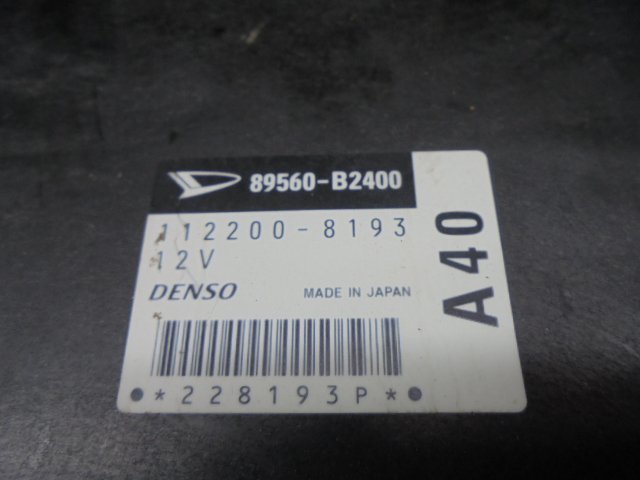 89560-B2400
112200-8193
12V
DENSO MADE IN JAPAN
*228193P*
A40